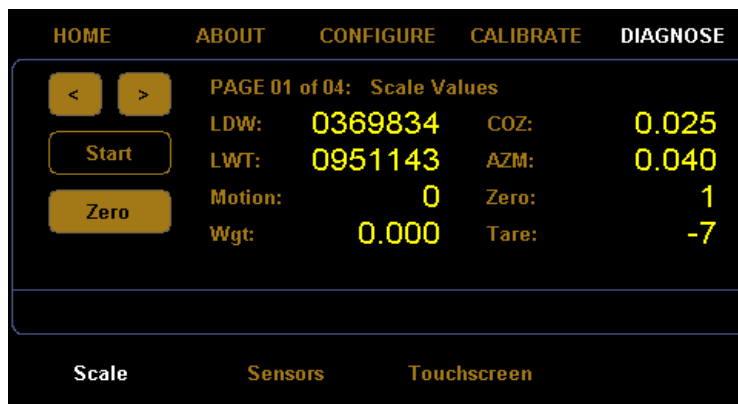 HOME ABOUT CONFIGURE CALIBRATE DIAGNOSE
< > PAGE 01 of 04: Scale Values
LDW: 0369834 COZ: 0.025
Start LWT: 0951143 AZM: 0.040
Motion: 0 Zero: 1
Zero
Wgt: 0.000 Tare: -7
Scale Sensors Touchscreen